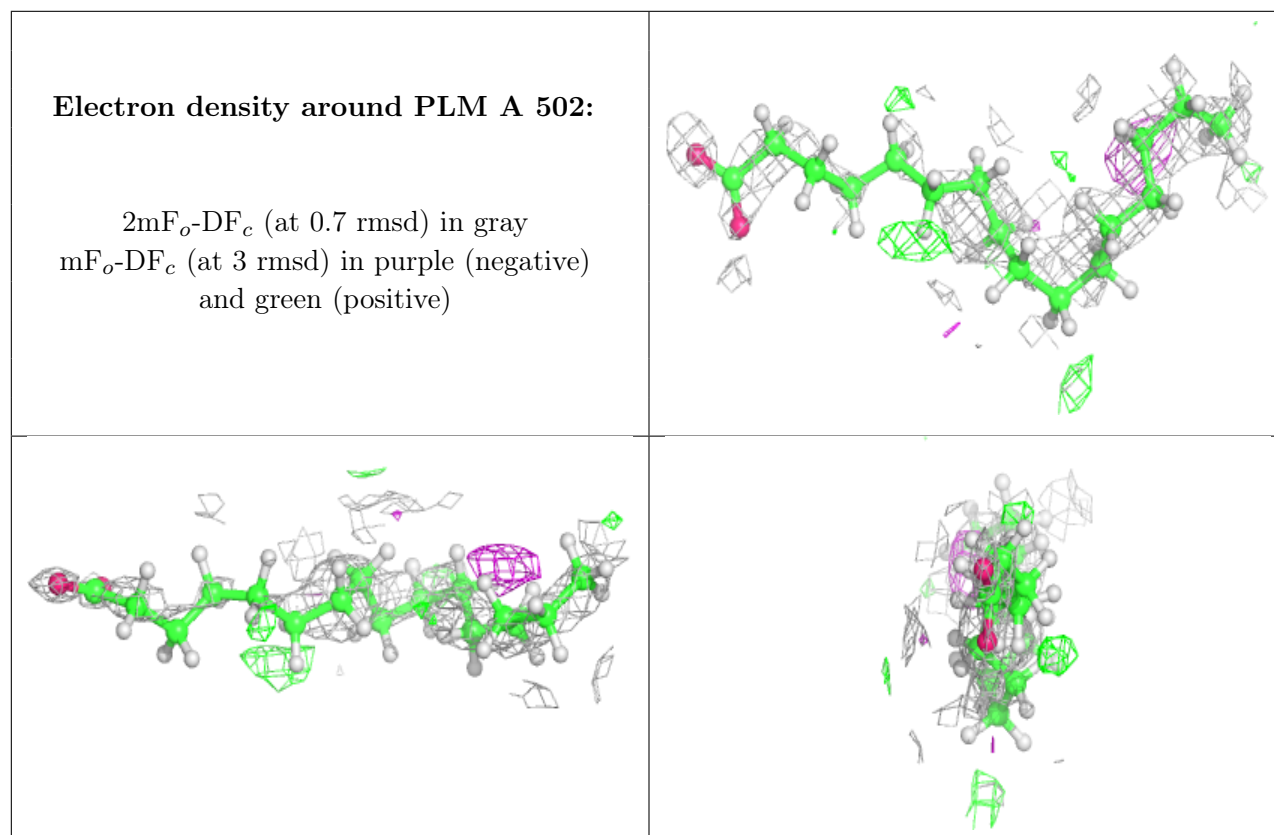 Electron density around PLM A 502:
2mFo-DFc (at 0.7 rmsd) in gray
mFo-DFc (at 3 rmsd) in purple (negative)
and green (positive)